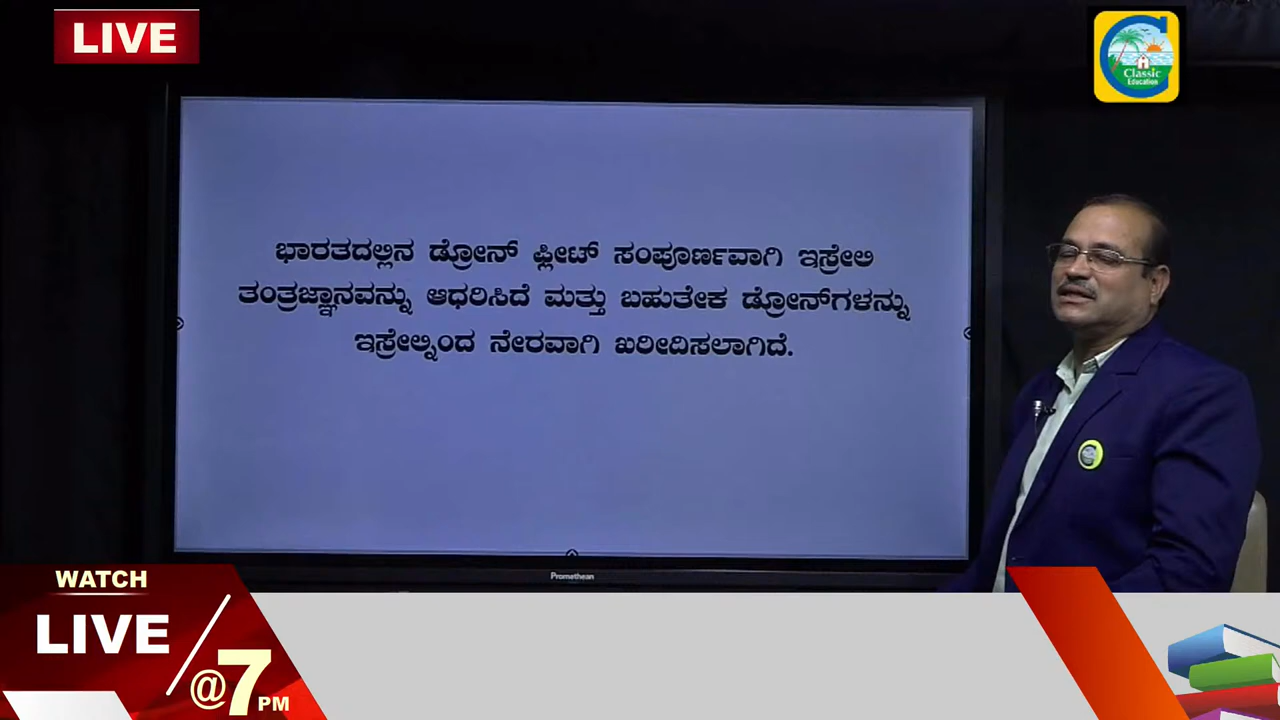 LIVE
Classic
Education
ಭಾರತದಲ್ಲಿನ ಡ್ರೋನ್ ಫ್ಲೀಟ್ ಸಂಪೂರ್ಣವಾಗಿ ಇಸ್ರೇಲಿ
ತಂತ್ರಜ್ಞಾನವನ್ನು ಆಧರಿಸಿದೆ ಮತ್ತು ಬಹುತೇಕ ಡ್ರೋನ್‌ಗಳನ್ನು
ಇಸ್ರೇಲ್ನಿಂದ ನೇರವಾಗಿ ಖರೀದಿಸಲಾಗಿದೆ.
Promethean
WATCH
LIVE
@7PM